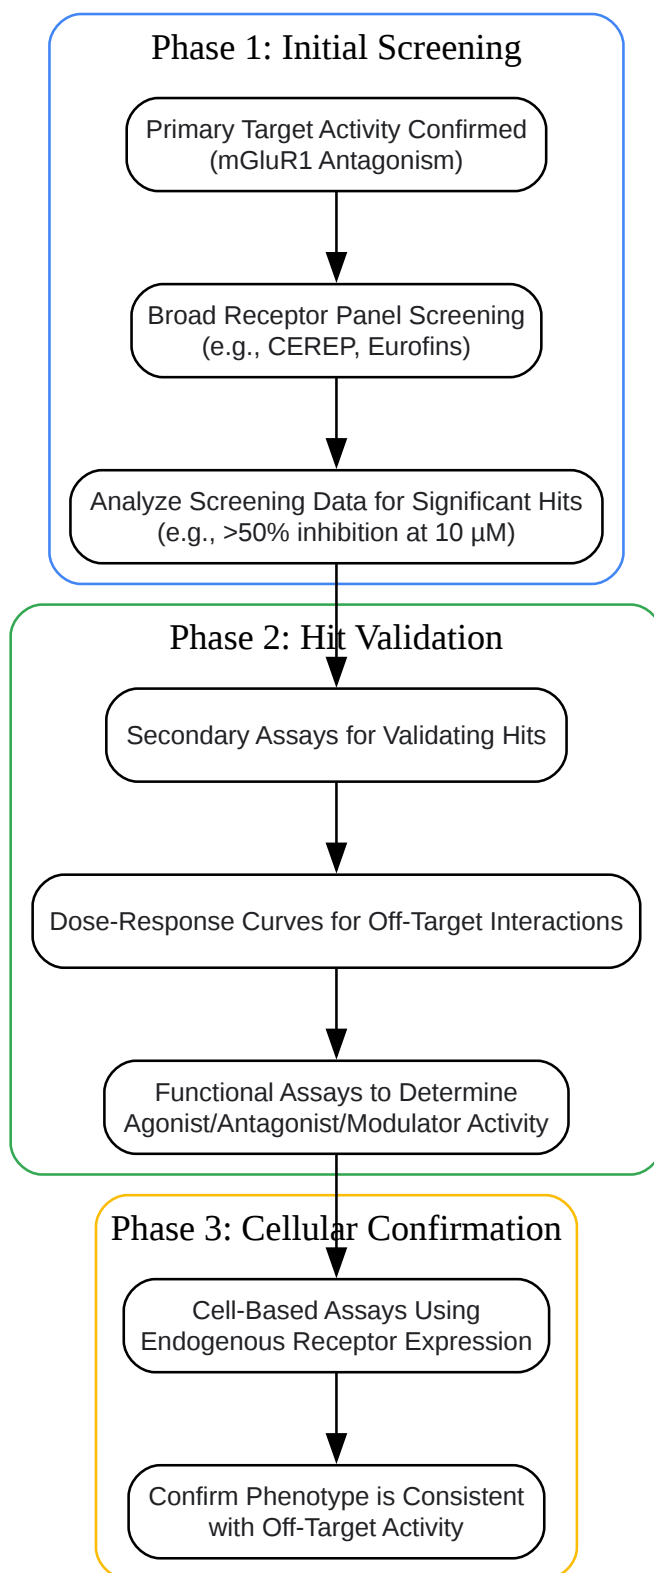 Phase 1: Initial Screening
Primary Target Activity Confirmed
(mGluR1 Antagonism)
Broad Receptor Panel Screening
(e.g., CEREP, Eurofins)
Analyze Screening Data for Significant Hits
(e.g., >50% inhibition at 10 µM)
Phase 2: Hit Validation
Secondary Assays for Validating Hits
Dose-Response Curves for Off-Target Interactions
Functional Assays to Determine
Agonist/Antagonist/Modulator Activity
Phase 3: Cellular Confirmation
Cell-Based Assays Using
Endogenous Receptor Expression
Confirm Phenotype is Consistent
with Off-Target Activity